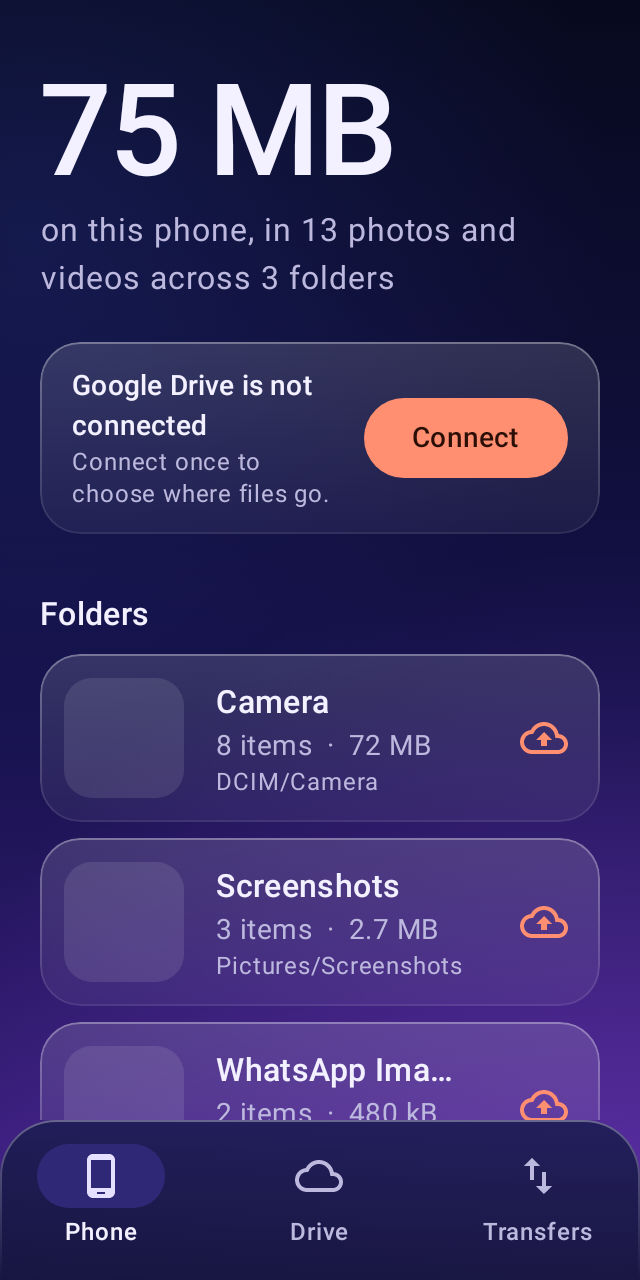 75 MB
on this phone, in 13 photos and
videos across 3 folders
Google Drive is not
connected
Connect once to
choose where files go.
Connect
Folders
Camera
8 items · 72 MB
DCIM/Camera
Screenshots
3 items · 2.7 MB
Pictures/Screenshots
WhatsApp Ima…
2 items · 480 kB
Phone
Drive
Transfers